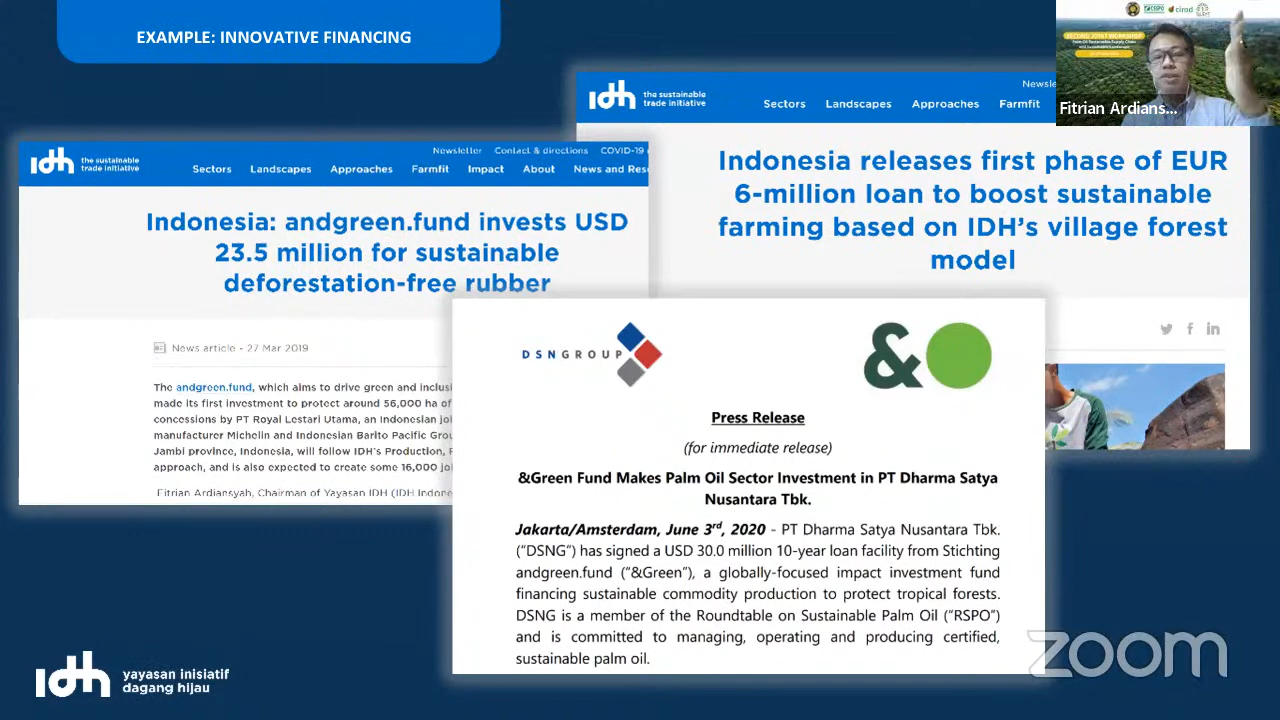 EXAMPLE: INNOVATIVE FINANCING
SECOND JOINT WORKSHOP
Fitrian Ardians...
idh the sustainable
trade initiative
Newsle
Sectors Landscapes Approaches Farmfit
Indonesia releases first phase of EUR
6-million loan to boost sustainable
farming based on IDH's village forest
model
idh the sustainable
trade initiative
Newsletter Contact & directions COVID-19
Sectors Landscapes Approaches Farmfit Impact About News and Res
Indonesia: andgreen.fund invests USD
23.5 million for sustainable
deforestation-free rubber
News article - 27 Mar 2019
The andgreen.fund, which aims to drive green and inclusi
made its first investment to protect around 56,000 ha of
concessions by PT Royal Lestari Utama, an Indonesian joi
manufacturer Michelin and Indonesian Barito Pacific Grou
Jambi province, Indonesia, will follow IDH's Production, P
approach, and is also expected to create some 16,000 jo
Fitrian Ardiansyah, Chairman of Yayasan IDH (IDH Indone
DSNGROUP
&
Press Release
(for immediate release)
&Green Fund Makes Palm Oil Sector Investment in PT Dharma Satya
Nusantara Tbk.
Jakarta/Amsterdam, June 3rd, 2020 - PT Dharma Satya Nusantara Tbk.
("DSNG") has signed a USD 30.0 million 10-year loan facility from Stichting
andgreen.fund ("&Green"), a globally-focused impact investment fund
financing sustainable commodity production to protect tropical forests.
DSNG is a member of the Roundtable on Sustainable Palm Oil ("RSPO")
and is committed to managing, operating and producing certified,
sustainable palm oil.
idh yayasan inisiatif
dagang hijau
zoom